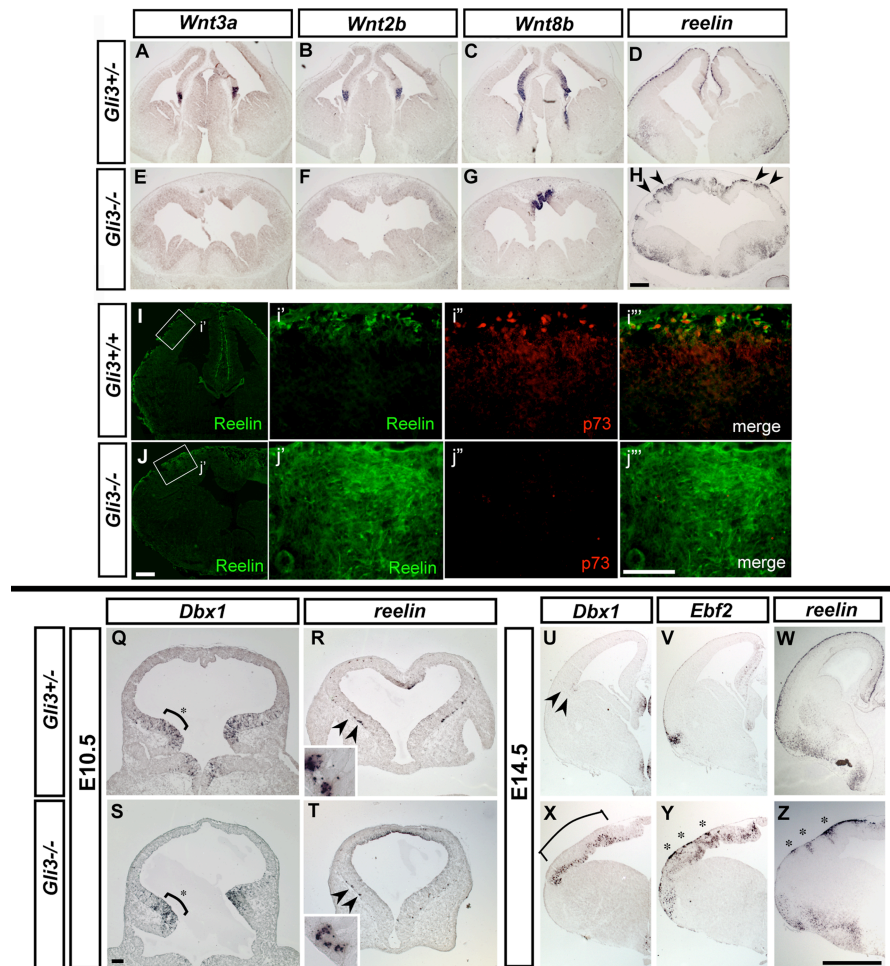 Wnt3a Wnt2b Wnt8b reelin
Gli3+/-
A B C D
Gli3-/-
E F G H
Gli3+/+
I i' Reelin
i' Reelin
i" p73
i"' merge
Gli3-/-
J j' Reelin
j' Reelin
j" p73
j"' merge
Dbx1 reelin Dbx1 Ebf2 reelin
Gli3+/-
E10.5
Q * R
E14.5
U V W
Gli3-/-
S * T
X Y * * * Z * * *